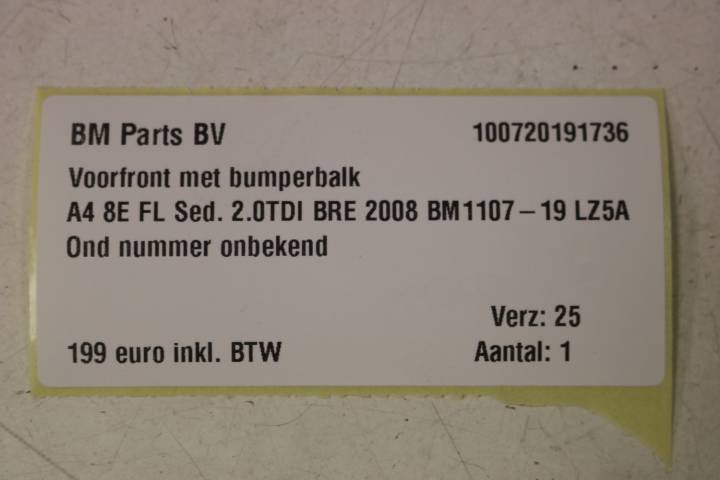 BM Parts BV 100720191736
Voorfront met bumperbalk
A4 8E FL Sed. 2.0TDI BRE 2008 BM1107-19 LZ5A
Ond nummer onbekend
Verz: 25
199 euro inkl. BTW Aantal: 1